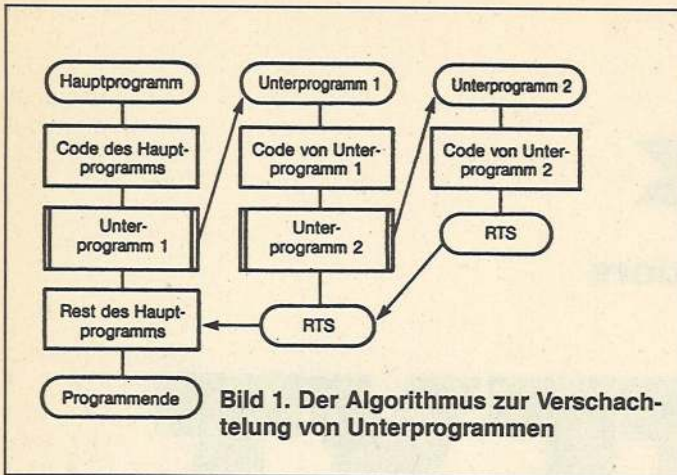 Hauptprogramm
Code des Haupt-
programms
Unter-
programm 1
Rest des Haupt-
programms
Programmende
Unterprogramm 1
Code von Unter-
programm 1
Unter-
programm 2
RTS
Unterprogramm 2
Code von Unter-
programm 2
RTS
Bild 1. Der Algorithmus zur Verschach-
telung von Unterprogrammen